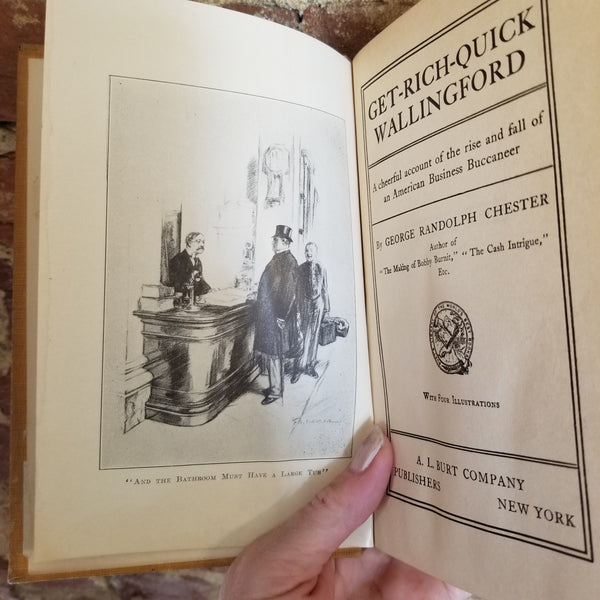 "And the Bathroom Must Have a Large Tub"
GET-RICH-QUICK
WALLINGFORD
A cheerful account of the rise and fall of
an American Business Buccaneer
By GEORGE RANDOLPH CHESTER
Author of
"The Making of Bobby Burnit," "The Cash Intrigue,"
Etc.
With Four Illustrations
A. L. BURT COMPANY
PUBLISHERS NEW YORK